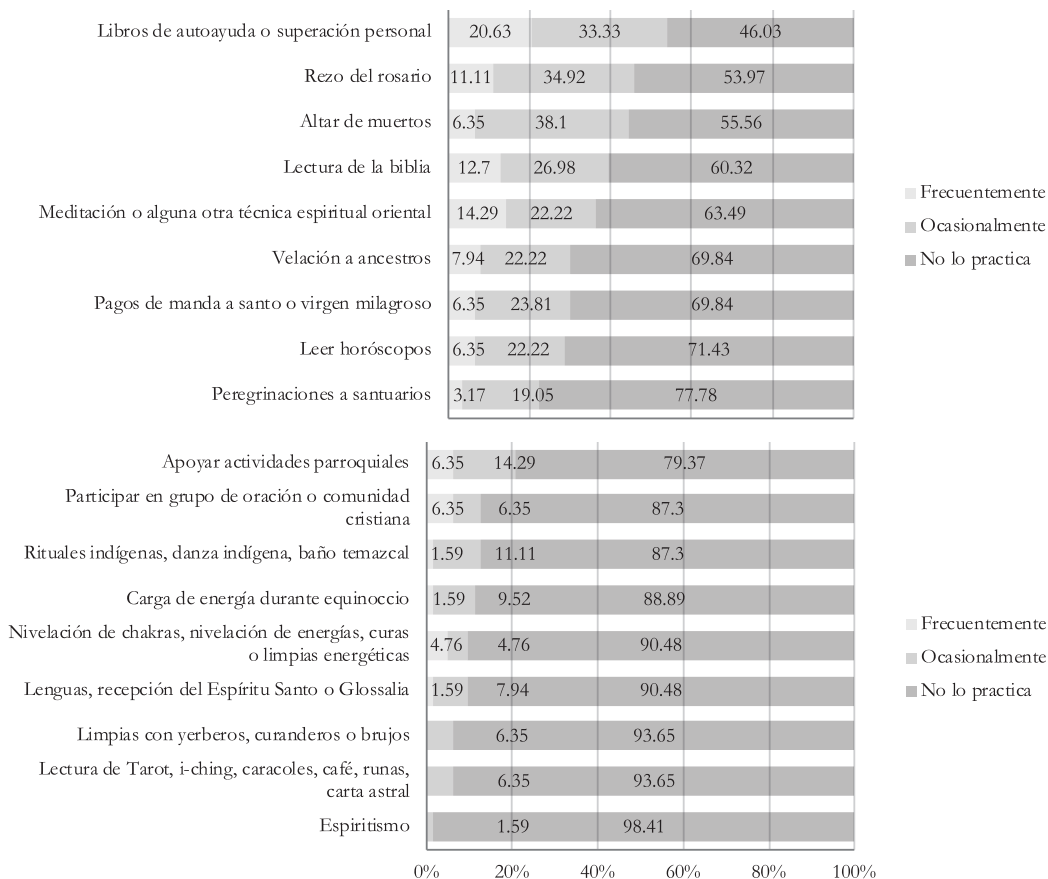 Libros de autoayuda o superación personal 20.63 33.33 46.03
Rezo del rosario 11.11 34.92 53.97
Altar de muertos 6.35 38.1 55.56
Lectura de la biblia 12.7 26.98 60.32
Meditación o alguna otra técnica espiritual oriental 14.29 22.22 63.49
Velación a ancestros 7.94 22.22 69.84
Pagos de manda a santo o virgen milagroso 6.35 23.81 69.84
Leer horóscopos 6.35 22.22 71.43
Peregrinaciones a santuarios 3.17 19.05 77.78
Frecuentemente
Ocasionalmente
No lo practica
Apoyar actividades parroquiales 6.35 14.29 79.37
Participar en grupo de oración o comunidad
cristiana 6.35 6.35 87.3
Rituales indígenas, danza indígena, baño temazcal 1.59 11.11 87.3
Carga de energía durante equinoccio 1.59 9.52 88.89
Nivelación de chakras, nivelación de energías, curas
o limpias energéticas 4.76 4.76 90.48
Lenguas, recepción del Espíritu Santo o Glossalia 1.59 7.94 90.48
Limpias con yerberos, curanderos o brujos 6.35 93.65
Lectura de Tarot, i-ching, caracoles, café, runas,
carta astral 6.35 93.65
Espiritismo 1.59 98.41
0% 20% 40% 60% 80% 100%
Frecuentemente
Ocasionalmente
No lo practica